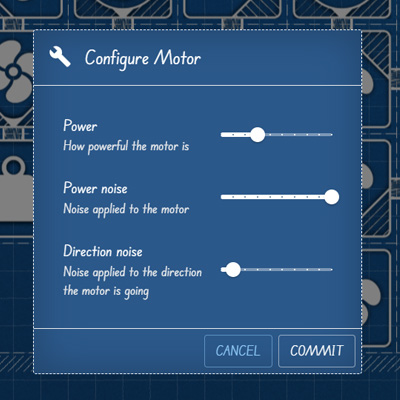 Configure Motor
Power
How powerful the motor is
Power noise
Noise applied to the motor
Direction noise
Noise applied to the direction
the motor is going
CANCEL
COMMIT